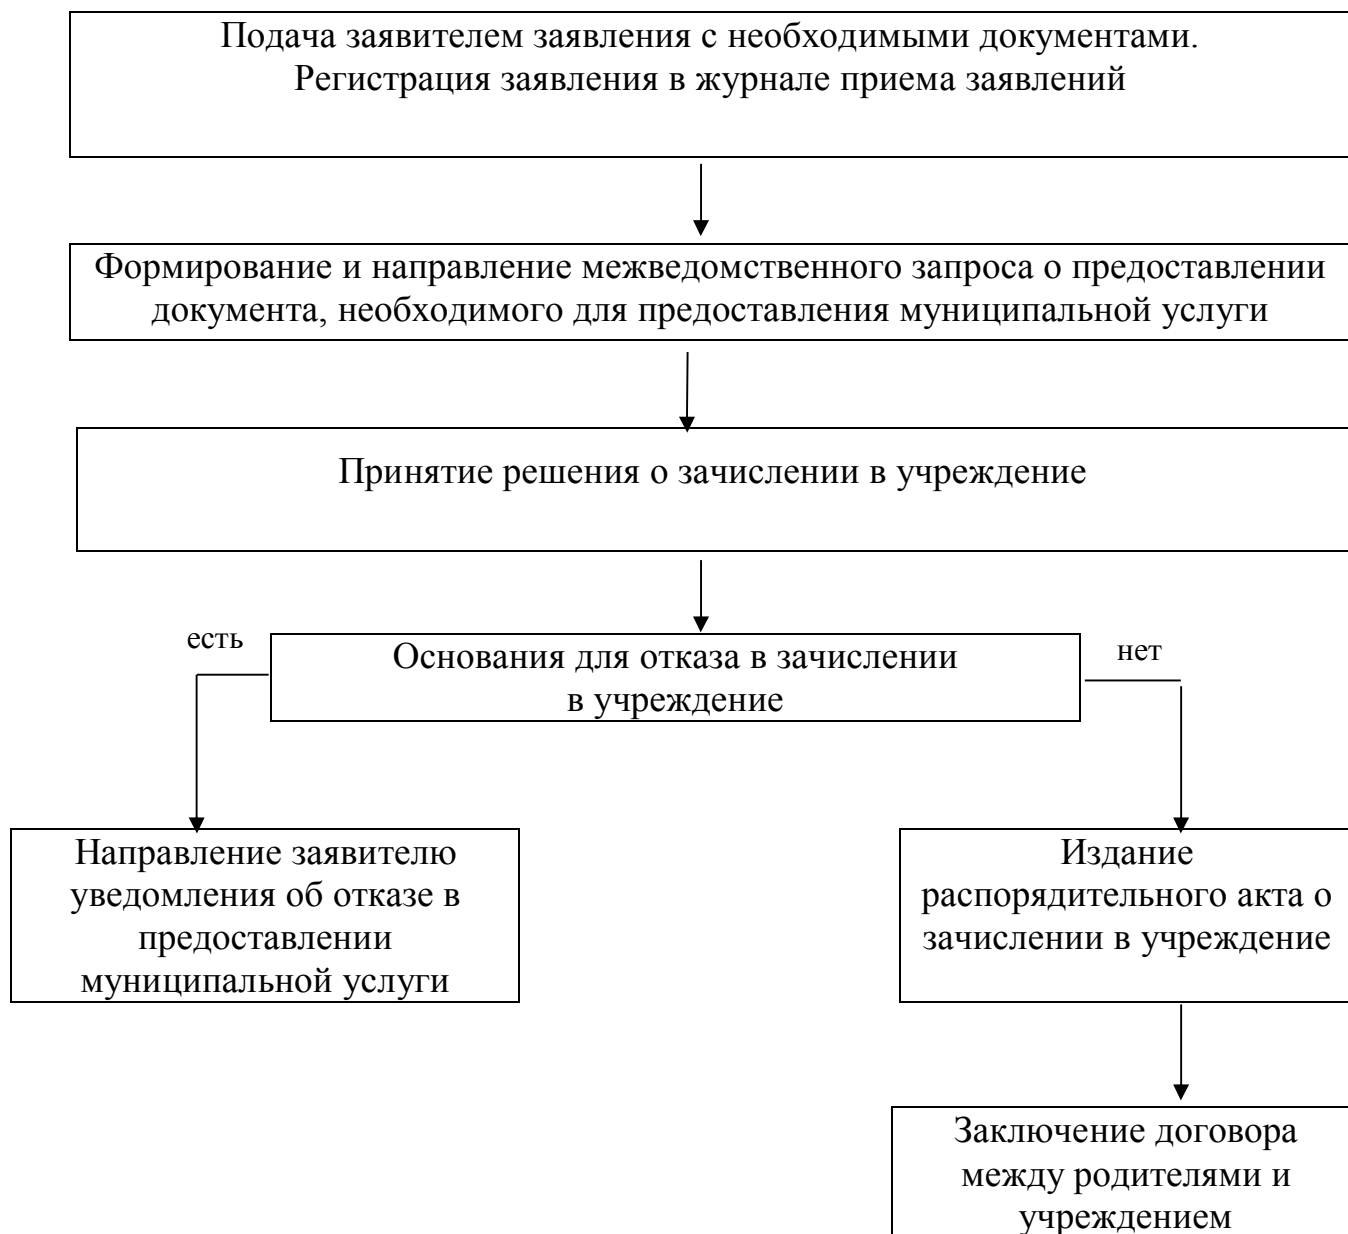 Подача заявителем заявления с необходимыми документами.
Регистрация заявления в журнале приема заявлений
Формирование и направление межведомственного запроса о предоставлении
документа, необходимого для предоставления муниципальной услуги
Принятие решения о зачислении в учреждение
есть
Основания для отказа в зачислении
в учреждение
нет
Направление заявителю
уведомления об отказе в
предоставлении
муниципальной услуги
Издание
распорядительного акта о
зачислении в учреждение
Заключение договора
между родителями и
учреждением